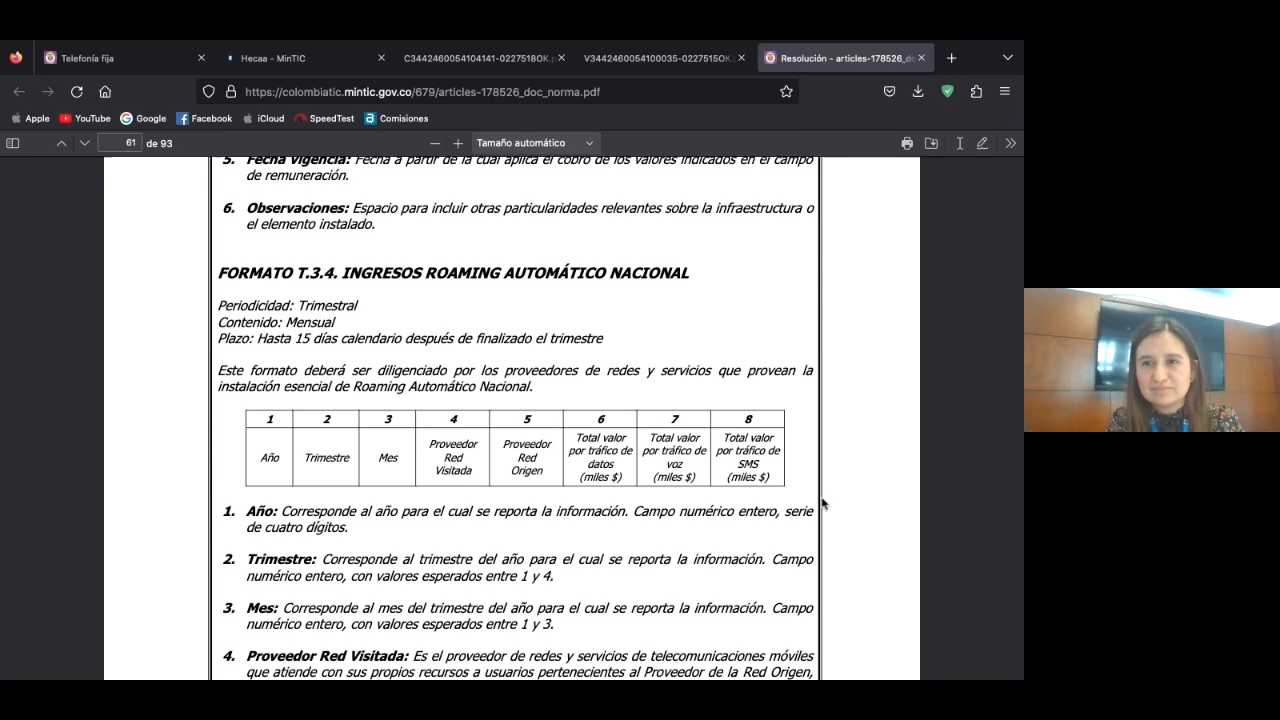 Telefonía fija
Hecaa - MinTIC
C3442460054104141-0227518OK.p
V3442460054100035-0227515OK.
Resolución - articles-178526_do
https://colombiatic.mintic.gov.co/679/articles-178526_doc_norma.pdf
Apple YouTube Google Facebook iCloud SpeedTest Comisiones
61 de 93
Tamaño automático
5. Fecha Vigencia: Fecha a partir de la cual aplica el cobro de los valores indicados en el campo
de remuneración.
6. Observaciones: Espacio para incluir otras particularidades relevantes sobre la infraestructura o
el elemento instalado.
FORMATO T.3.4. INGRESOS ROAMING AUTOMÁTICO NACIONAL
Periodicidad: Trimestral
Contenido: Mensual
Plazo: Hasta 15 días calendario después de finalizado el trimestre
Este formato deberá ser diligenciado por los proveedores de redes y servicios que provean la
instalación esencial de Roaming Automático Nacional.
1 2 3 4 5 6 7 8
Año
Trimestre
Mes
Proveedor
Red
Visitada
Proveedor
Red
Origen
Total valor
por tráfico de
datos
(miles $)
Total valor
por tráfico de
voz
(miles $)
Total valor
por tráfico de
SMS
(miles $)
1. Año: Corresponde al año para el cual se reporta la información. Campo numérico entero, serie
de cuatro dígitos.
2. Trimestre: Corresponde al trimestre del año para el cual se reporta la información. Campo
numérico entero, con valores esperados entre 1 y 4.
3. Mes: Corresponde al mes del trimestre del año para el cual se reporta la información. Campo
numérico entero, con valores esperados entre 1 y 3.
4. Proveedor Red Visitada: Es el proveedor de redes y servicios de telecomunicaciones móviles
que atiende con sus propios recursos a usuarios pertenecientes al Proveedor de la Red Origen,